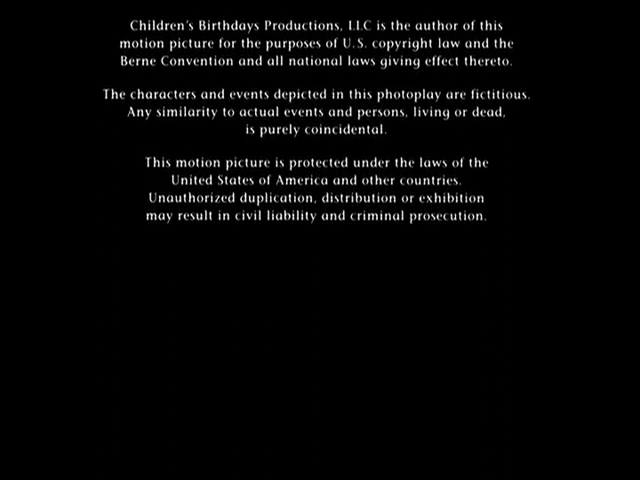 Children's Birthdays Productions, LLC is the author of this
motion picture for the purposes of U.S. copyright law and the
Berne Convention and all national laws giving effect thereto.
The characters and events depicted in this photoplay are fictitious.
Any similarity to actual events and persons, living or dead,
is purely coincidental.
This motion picture is protected under the laws of the
United States of America and other countries.
Unauthorized duplication, distribution or exhibition
may result in civil liability and criminal prosecution.